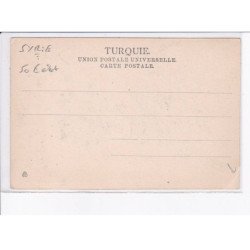 SYRIE
TURQUIE.
UNION POSTALE UNIVERSELLE.
CARTE POSTALE.